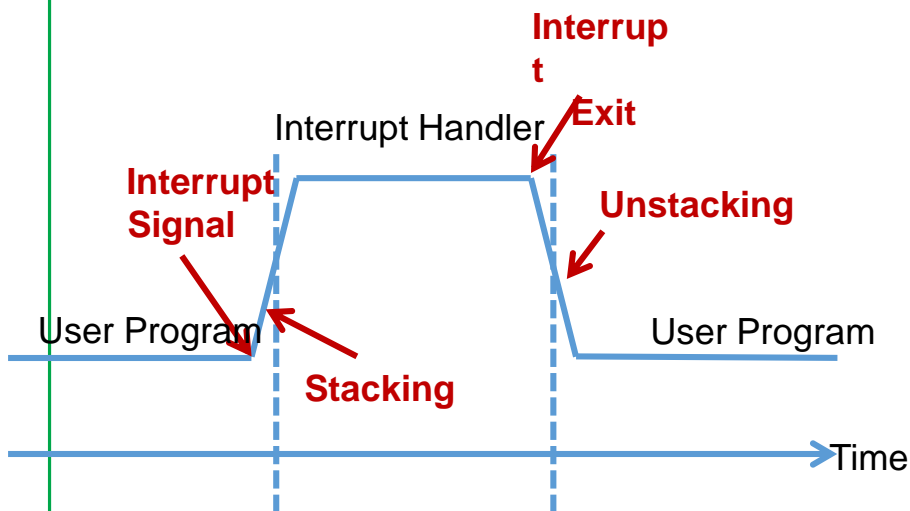 Interrup
t
Exit
Interrupt Handler
Interrupt
Signal
Unstacking
User Program
User Program
Stacking
Time